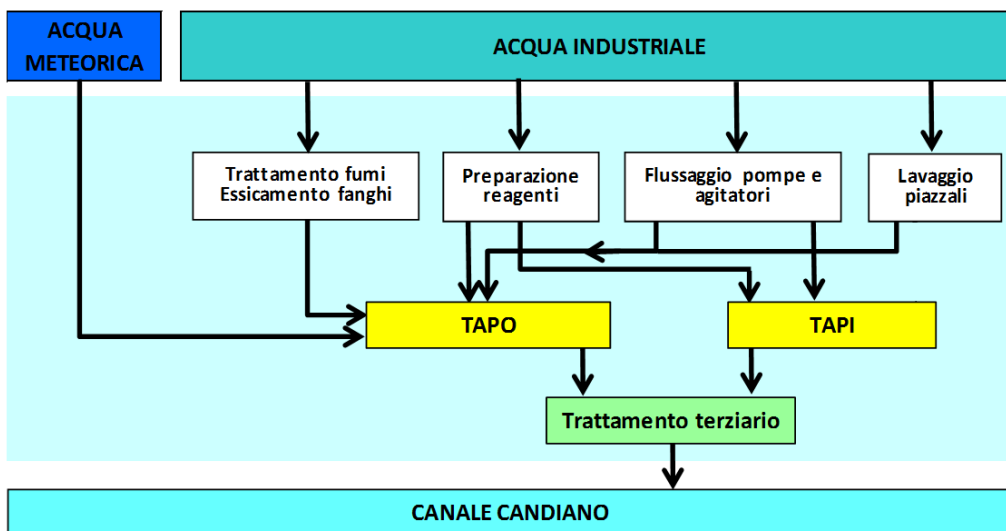 ACQUA
METEORICA
ACQUA INDUSTRIALE
Trattamento fumi
Essicamento fanghi
Preparazione
reagenti
Flussaggio pompe e
agitatori
Lavaggio
piazzali
TAPO
TAPI
Trattamento terziario
CANALE CANDIANO